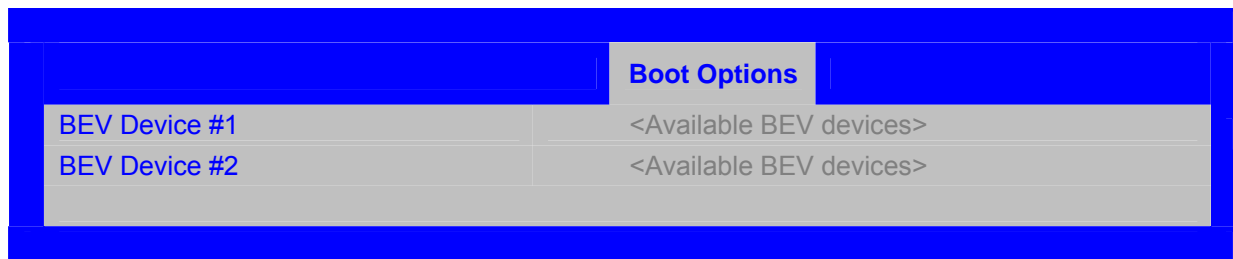 Boot Options
BEV Device #1 <Available BEV devices>
BEV Device #2 <Available BEV devices>